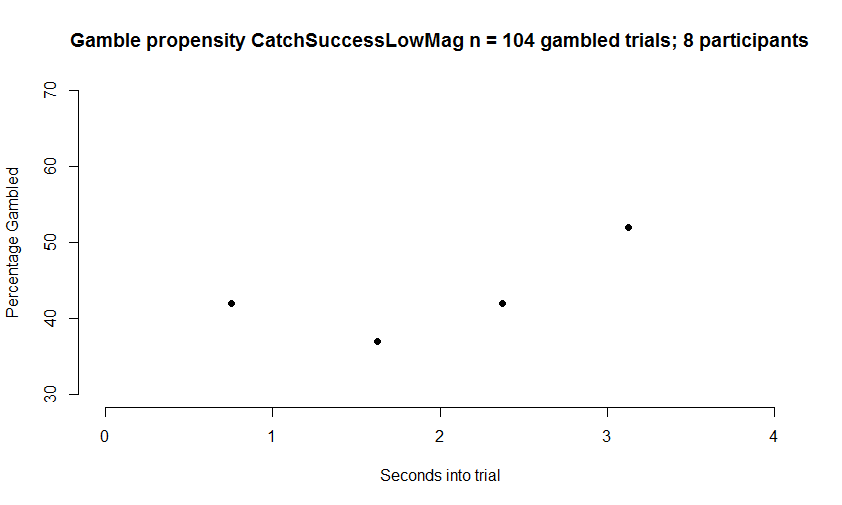 Gamble propensity CatchSuccessLowMag n = 104 gambled trials; 8 participants
Percentage Gambled
70
60
50
40
30
0 1 2 3 4
Seconds into trial